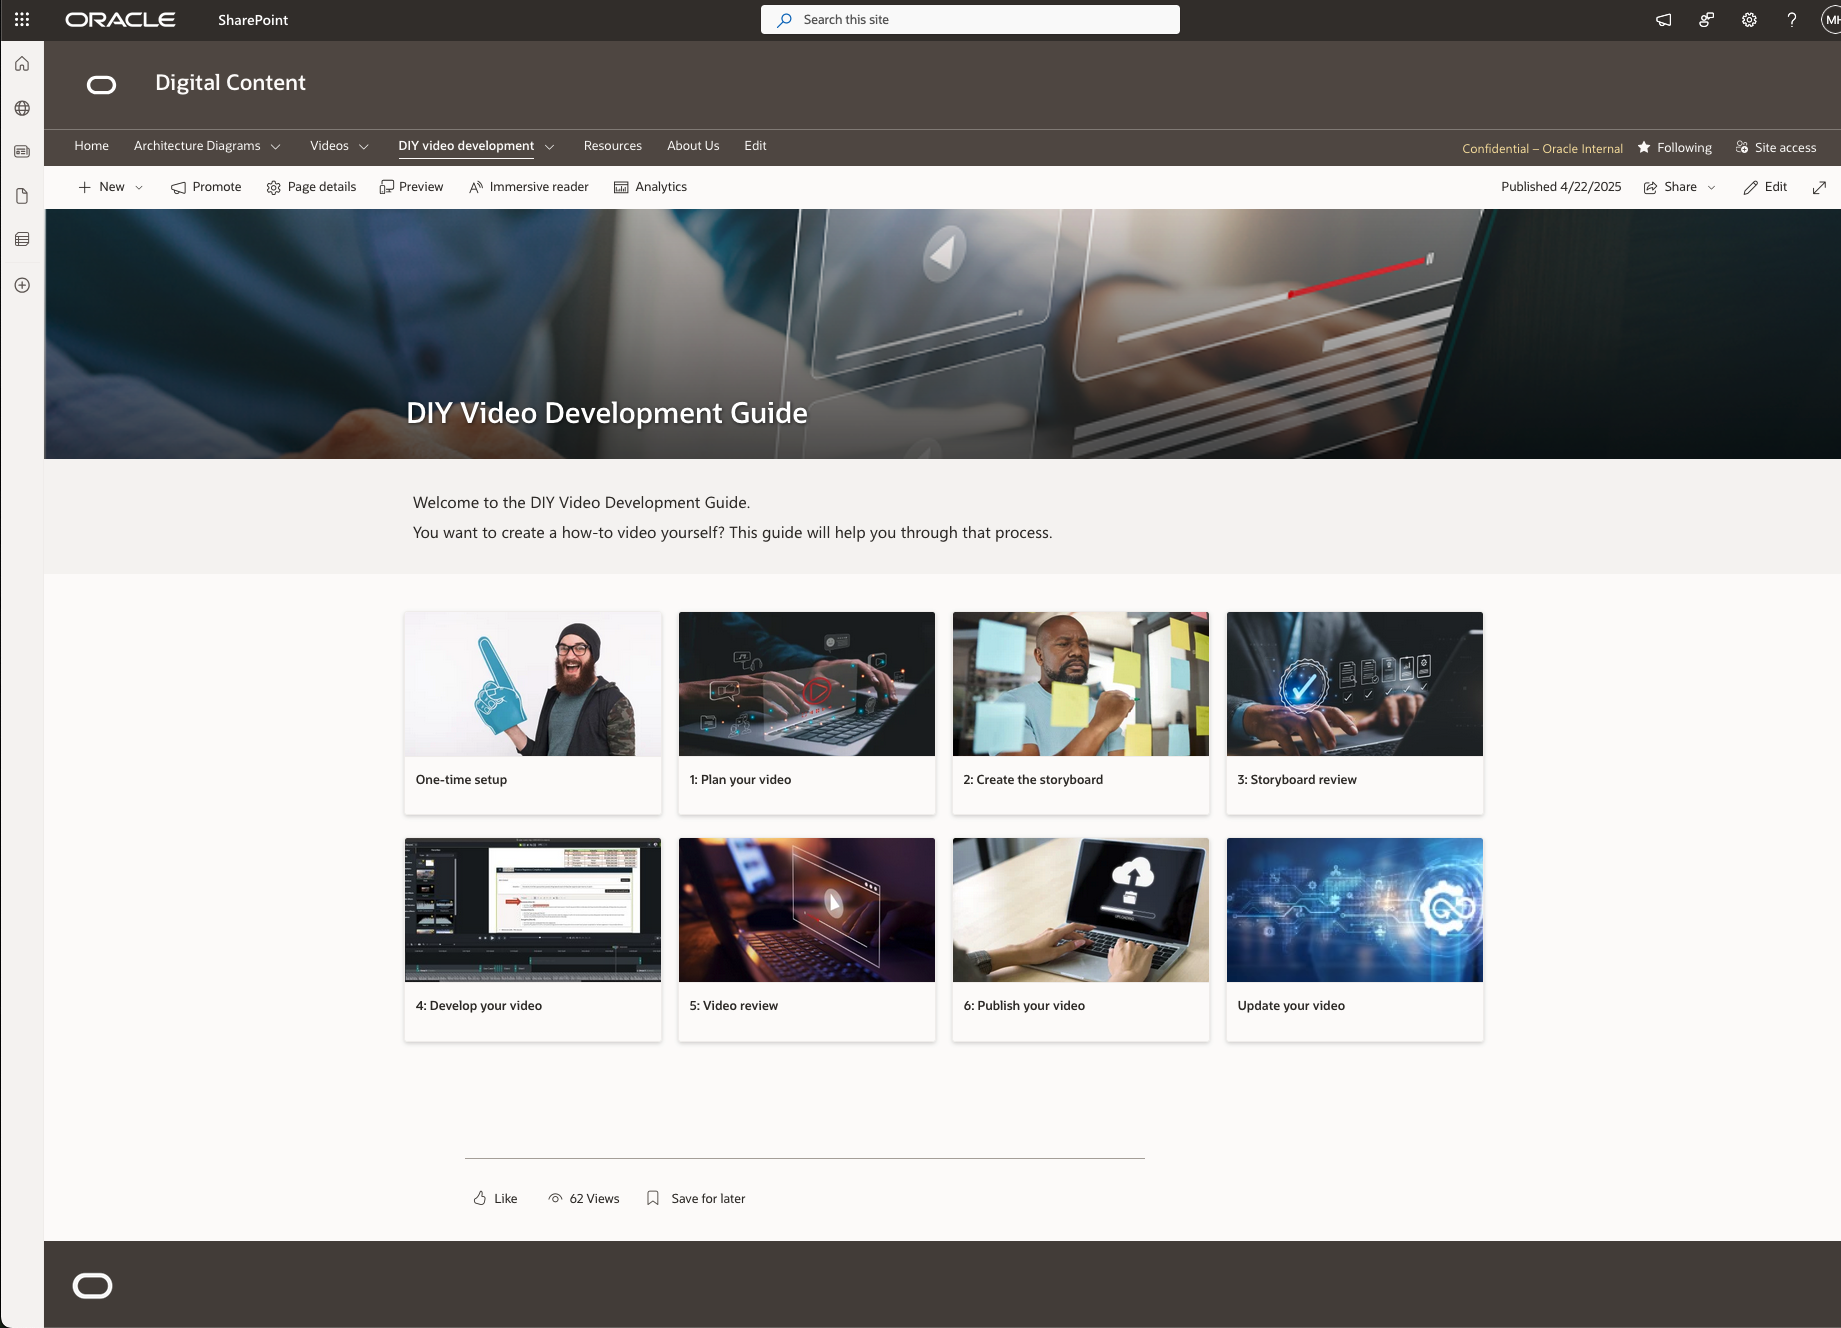 ORACLE SharePoint Search this site MH
Digital Content
Home Architecture Diagrams Videos DIY video development Resources About Us Edit Confidential – Oracle Internal Following Site access
New Promote Page details Preview Immersive reader Analytics Published 4/22/2025 Share Edit
DIY Video Development Guide
Welcome to the DIY Video Development Guide.
You want to create a how-to video yourself? This guide will help you through that process.
One-time setup
1: Plan your video
2: Create the storyboard
3: Storyboard review
4: Develop your video
5: Video review
6: Publish your video
Update your video
Like 62 Views Save for later